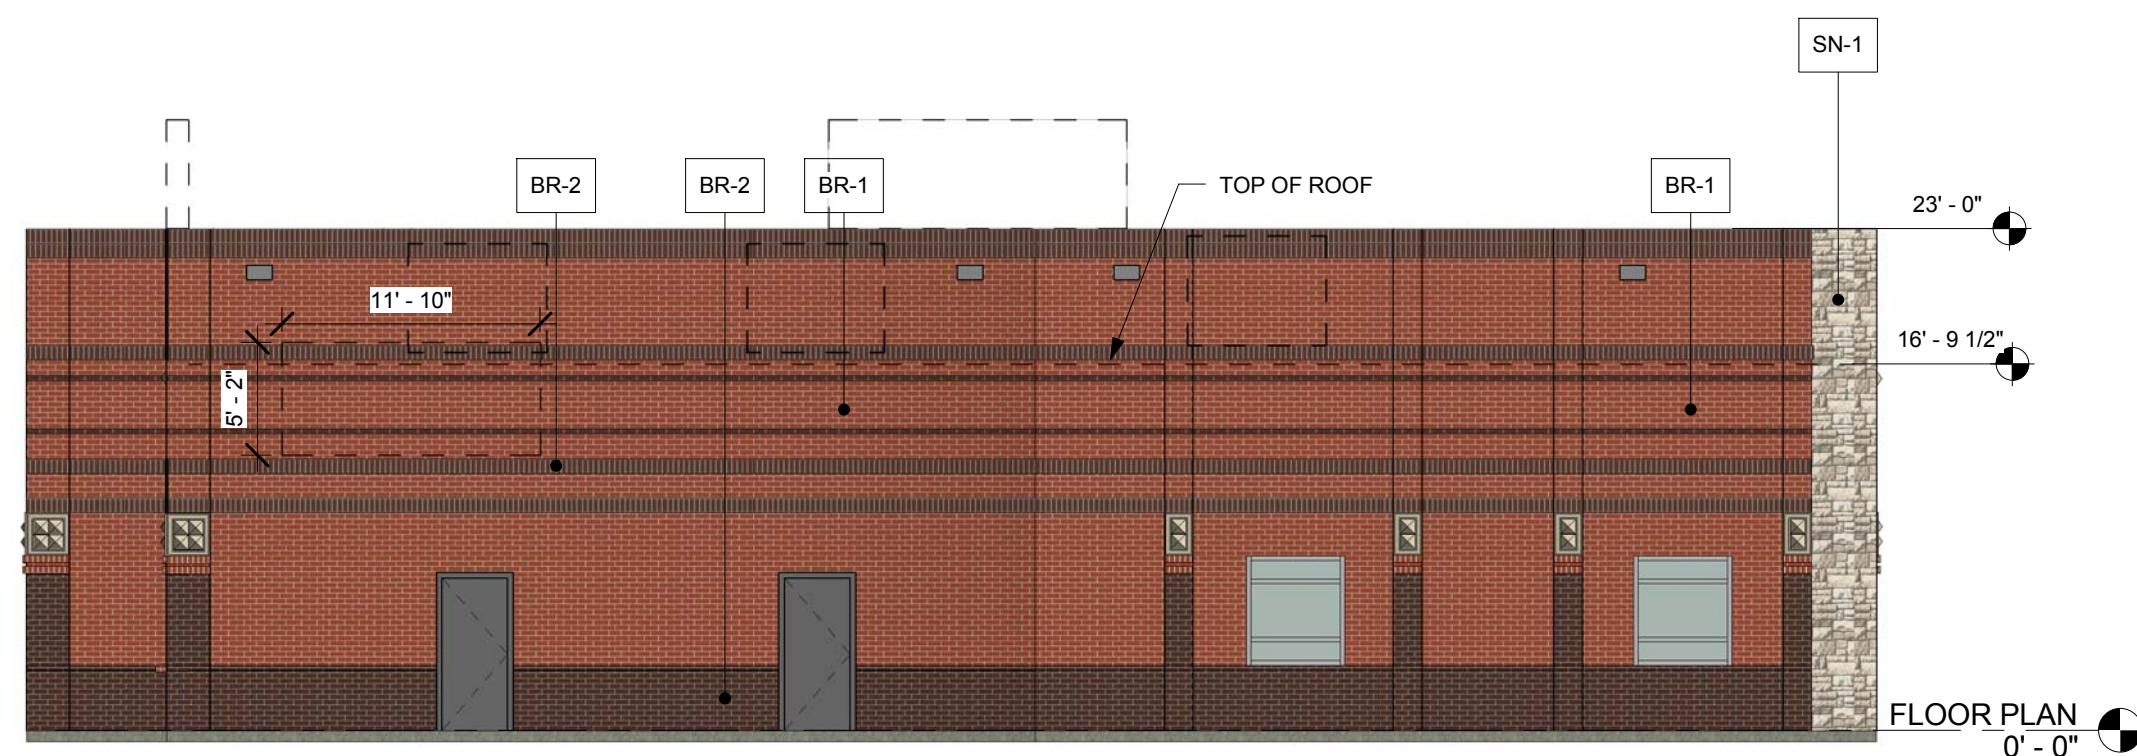 SN-1
BR-2
BR-2
BR-1
TOP OF ROOF
BR-1
23' - 0"
11' - 10"
16' - 9 1/2"
5' - 2"
FLOOR PLAN
0' - 0"